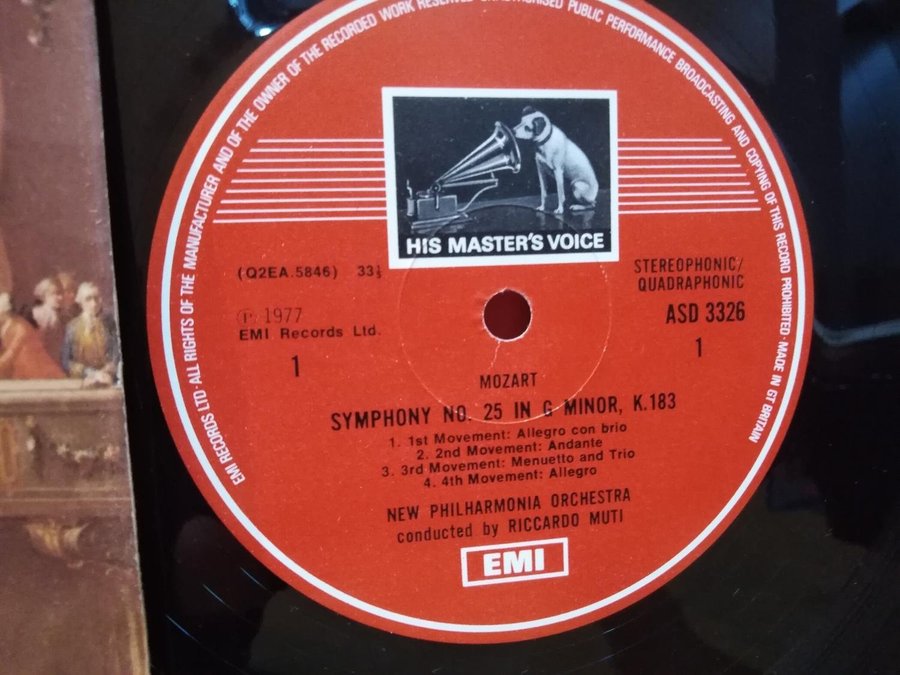 EMI RECORDS LTD·ALL RIGHTS OF THE MANUFACTURER AND OF THE OWNER OF THE RECORDED WORK RESERVED UNAUTHORISED PUBLIC PERFORMANCE BROADCASTING AND COPYING OF THIS RECORD PROHIBITED·MADE IN GT BRITAIN
HIS MASTER'S VOICE
(Q2EA.5846) 33⅓
STEREOPHONIC/
QUADRAPHONIC
℗ 1977
EMI Records Ltd.
ASD 3326
1
1
MOZART
SYMPHONY NO. 25 IN G MINOR, K.183
1. 1st Movement: Allegro con brio
2. 2nd Movement: Andante
3. 3rd Movement: Menuetto and Trio
4. 4th Movement: Allegro
NEW PHILHARMONIA ORCHESTRA
conducted by RICCARDO MUTI
EMI